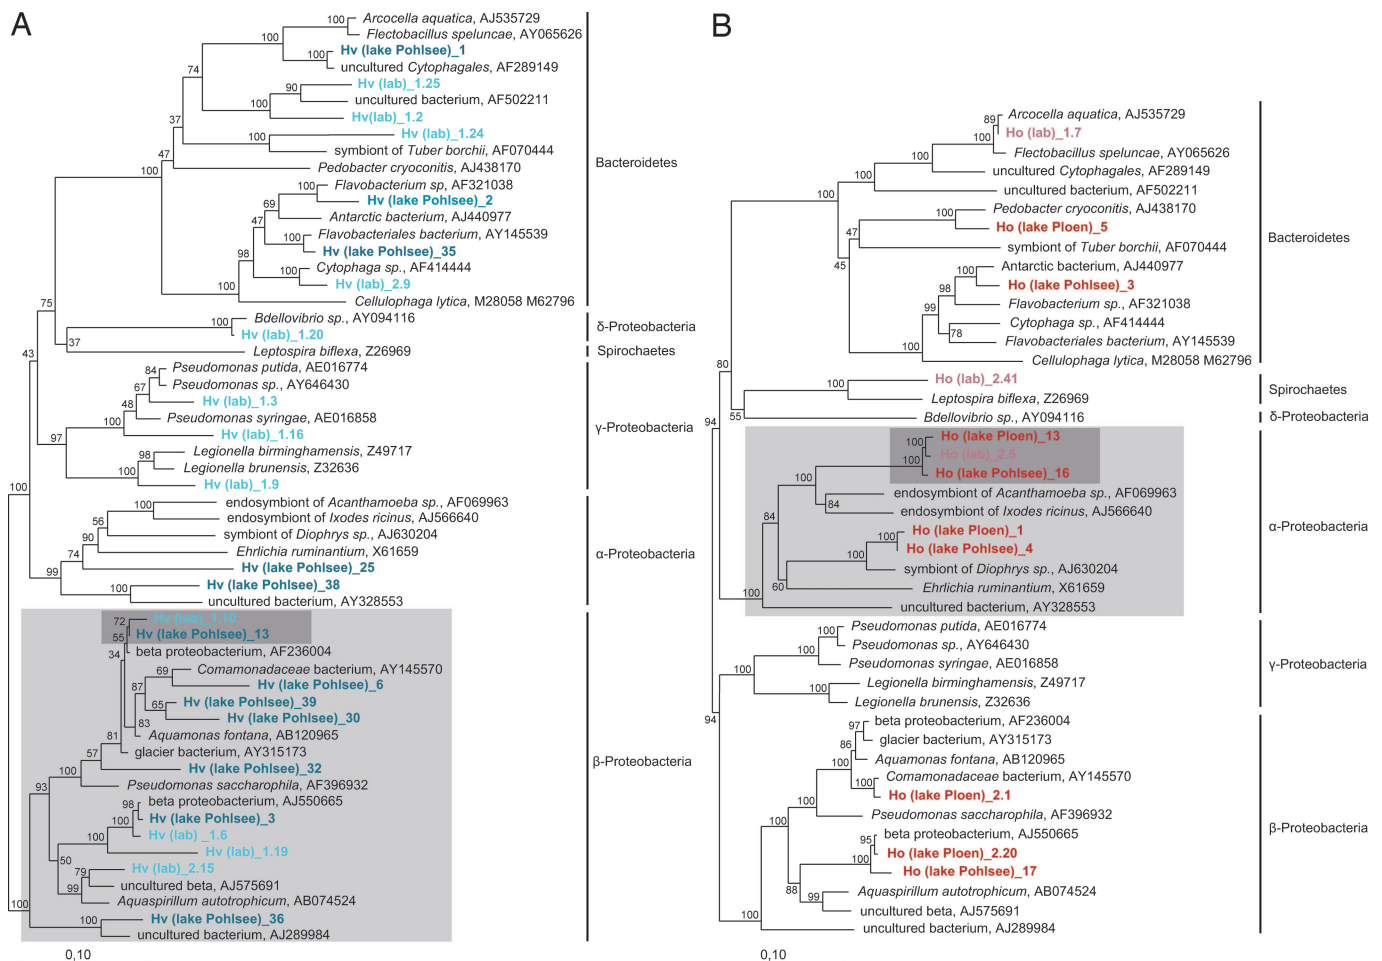 A
100
Arcocella aquatica, AJ535729
Flectobacillus speluncae, AY065626
100
Hv (lake Pohlsee)_1
uncultured Cytophagales, AF289149
100
74
90
Hv (lab)_1.25
uncultured bacterium, AF502211
100
Hv(lab)_1.2
37
Hv (lab)_1.24
100
symbiont of Tuber borchii, AF070444
47
Pedobacter cryoconitis, AJ438170
100
Bacteroidetes
100
Flavobacterium sp, AF321038
Hv (lake Pohlsee)_2
69
Antarctic bacterium, AJ440977
47
Flavobacteriales bacterium, AY145539
100
Hv (lake Pohlsee)_35
98
Cytophaga sp., AF414444
100
Hv (lab)_2.9
100
Cellulophaga lytica, M28058 M62796
75
Bdellovibrio sp., AY094116
100
Hv (lab)_1.20
δ-Proteobacteria
37
Leptospira biflexa, Z26969
Spirochaetes
43
Pseudomonas putida, AE016774
84
Pseudomonas sp., AY646430
67
Hv (lab)_1.3
48
Pseudomonas syringae, AE016858
100
Hv (lab)_1.16
γ-Proteobacteria
97
Legionella birminghamensis, Z49717
98
Legionella brunensis, Z32636
100
Hv (lab)_1.9
100
endosymbiont of Acanthamoeba sp., AF069963
100
endosymbiont of Ixodes ricinus, AJ566640
56
symbiont of Diophrys sp., AJ630204
90
Ehrlichia ruminantium, X61659
α-Proteobacteria
74
Hv (lake Pohlsee)_25
99
Hv (lake Pohlsee)_38
100
uncultured bacterium, AY328553
72
Hv (lab)_1.10
55
Hv (lake Pohlsee)_13
34
beta proteobacterium, AF236004
69
Comamonadaceae bacterium, AY145570
Hv (lake Pohlsee)_6
87
65
Hv (lake Pohlsee)_39
Hv (lake Pohlsee)_30
83
Aquamonas fontana, AB120965
81
glacier bacterium, AY315173
57
Hv (lake Pohlsee)_32
β-Proteobacteria
100
Pseudomonas saccharophila, AF396932
93
beta proteobacterium, AJ550665
98
Hv (lake Pohlsee)_3
Hv (lab) _1.6
100
Hv (lab)_1.19
50
Hv (lab)_2.15
79
uncultured beta, AJ575691
99
Aquaspirillum autotrophicum, AB074524
100
Hv (lake Pohlsee)_36
100
uncultured bacterium, AJ289984
0,10
B
Arcocella aquatica, AJ535729
89
Ho (lab)_1.7
100
Flectobacillus speluncae, AY065626
100
uncultured Cytophagales, AF289149
100
uncultured bacterium, AF502211
100
Pedobacter cryoconitis, AJ438170
100
Ho (lake Ploen)_5
47
symbiont of Tuber borchii, AF070444
Bacteroidetes
45
Antarctic bacterium, AJ440977
100
Ho (lake Pohlsee)_3
98
Flavobacterium sp., AF321038
99
Cytophaga sp., AF414444
78
Flavobacteriales bacterium, AY145539
100
Cellulophaga lytica, M28058 M62796
80
Ho (lab)_2.41
100
Leptospira biflexa, Z26969
Spirochaetes
55
Bdellovibrio sp., AY094116
δ-Proteobacteria
94
Ho (lake Ploen)_13
100
Ho (lab)_2.5
100
Ho (lake Pohlsee)_16
100
endosymbiont of Acanthamoeba sp., AF069963
84
endosymbiont of Ixodes ricinus, AJ566640
84
α-Proteobacteria
Ho (lake Ploen)_1
100
Ho (lake Pohlsee)_4
100
symbiont of Diophrys sp., AJ630204
60
Ehrlichia ruminantium, X61659
100
uncultured bacterium, AY328553
100
Pseudomonas putida, AE016774
Pseudomonas sp., AY646430
100
Pseudomonas syringae, AE016858
100
γ-Proteobacteria
Legionella birminghamensis, Z49717
100
Legionella brunensis, Z32636
94
beta proteobacterium, AF236004
97
glacier bacterium, AY315173
86
Aquamonas fontana, AB120965
100
Comamonadaceae bacterium, AY145570
100
Ho (lake Ploen)_2.1
100
Pseudomonas saccharophila, AF396932
β-Proteobacteria
beta proteobacterium, AJ550665
95
Ho (lake Ploen)_2.20
100
Ho (lake Pohlsee)_17
88
Aquaspirillum autotrophicum, AB074524
99
uncultured beta, AJ575691
100
uncultured bacterium, AJ289984
0,10